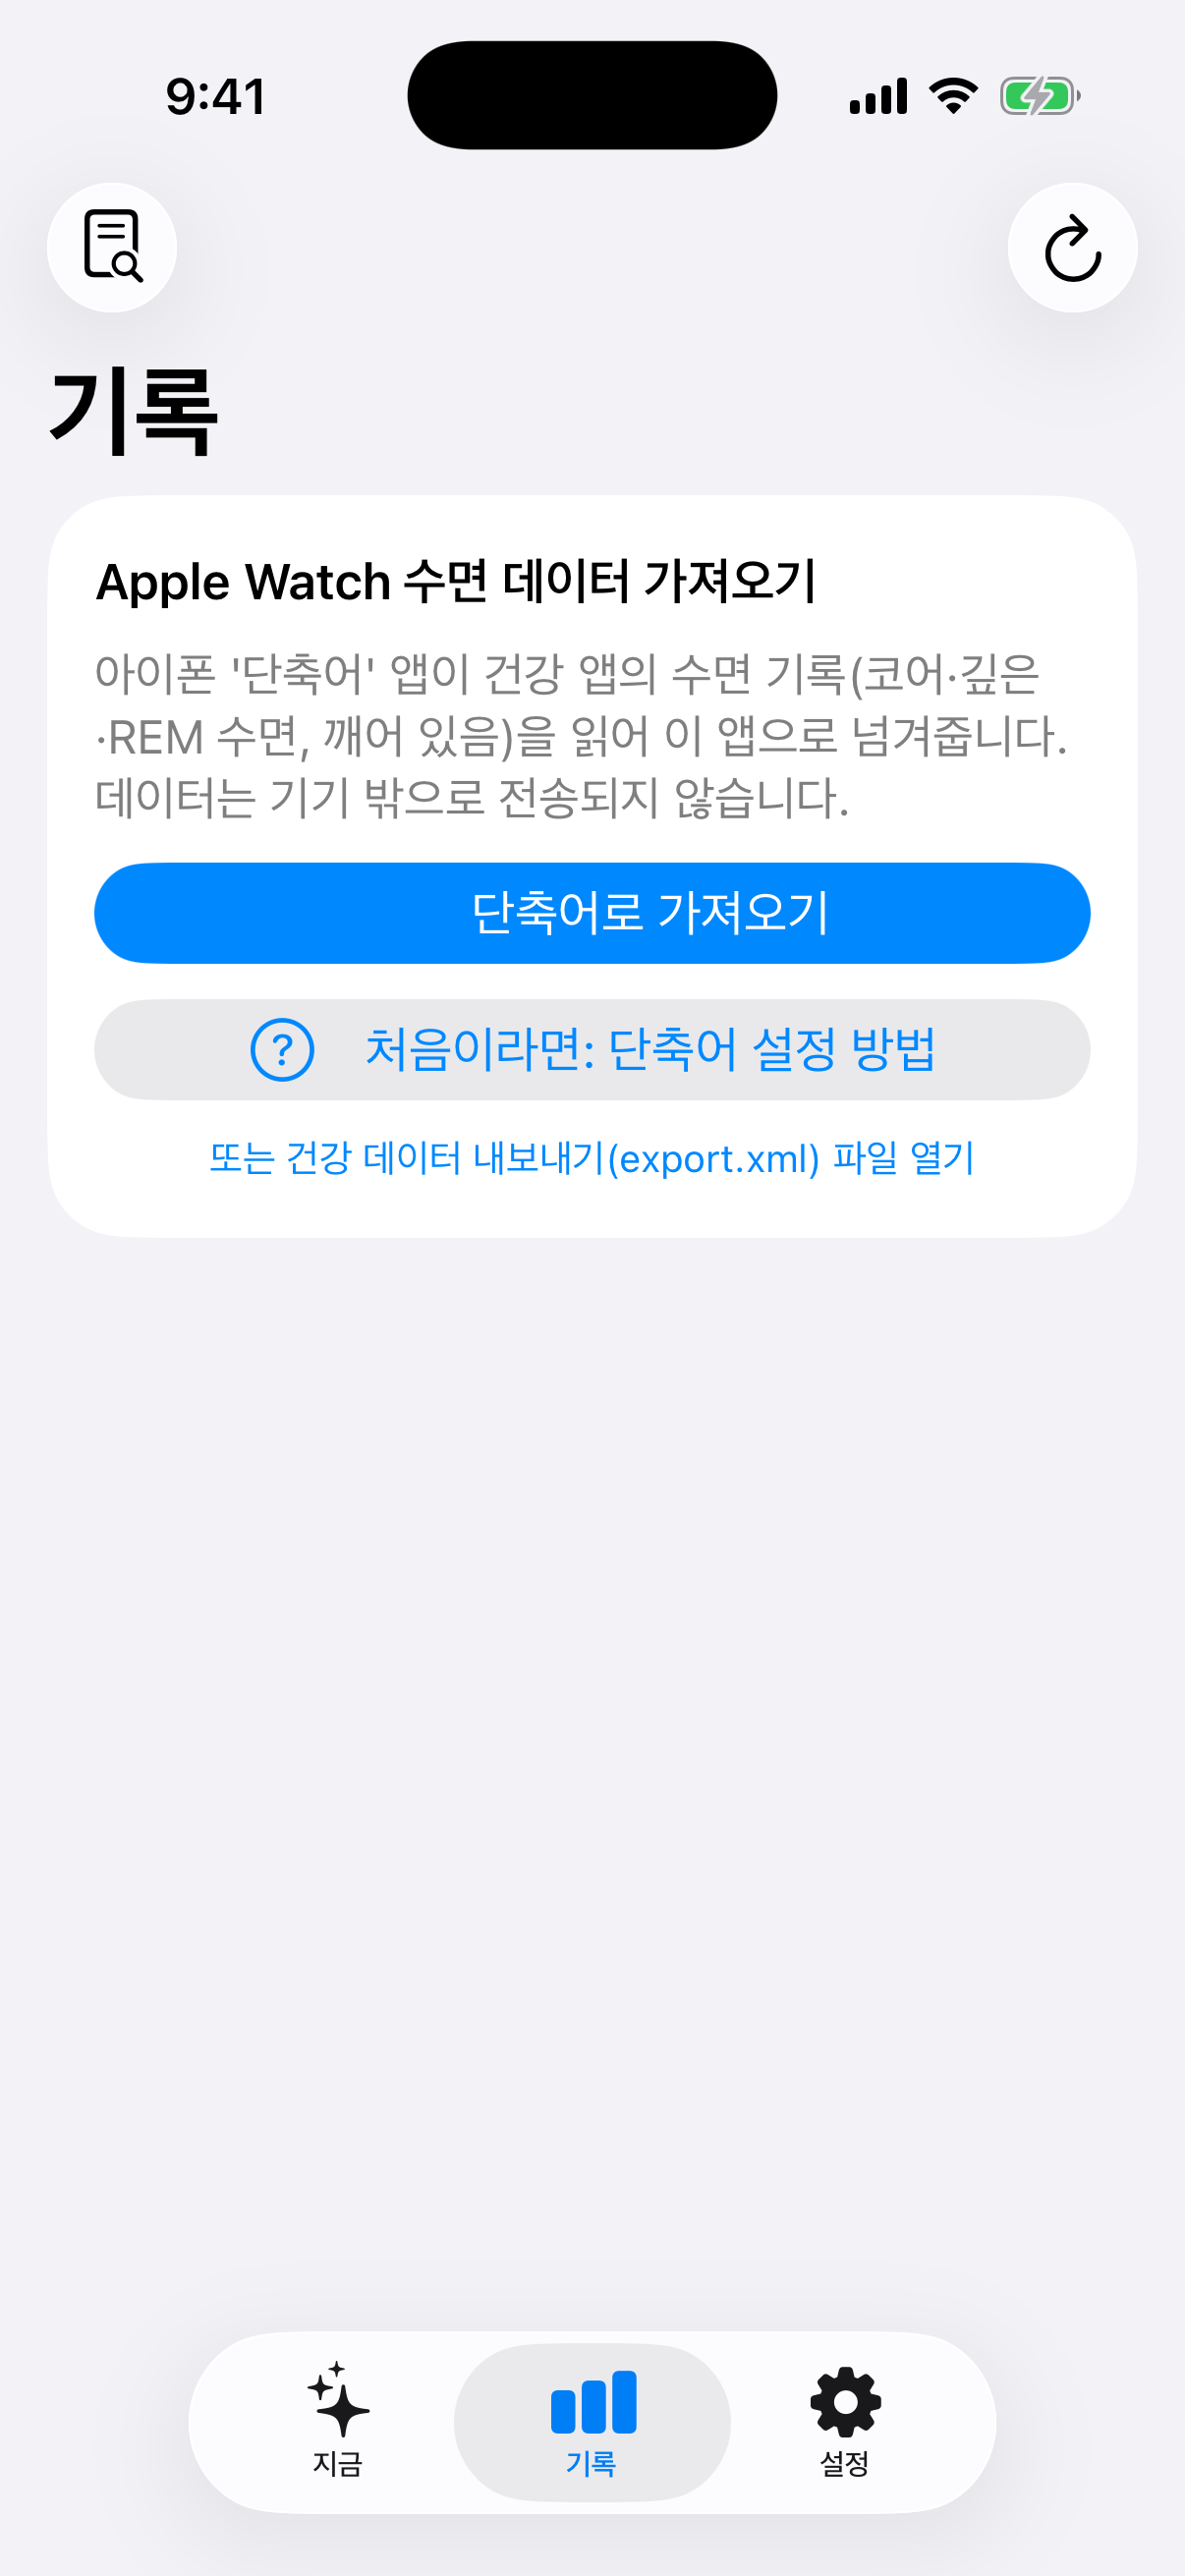 9:41
기록
Apple Watch 수면 데이터 가져오기
아이폰 '단축어' 앱이 건강 앱의 수면 기록(코어·깊은
·REM 수면, 깨어 있음)을 읽어 이 앱으로 넘겨줍니다.
데이터는 기기 밖으로 전송되지 않습니다.
단축어로 가져오기
처음이라면: 단축어 설정 방법
또는 건강 데이터 내보내기(export.xml) 파일 열기
지금
기록
설정